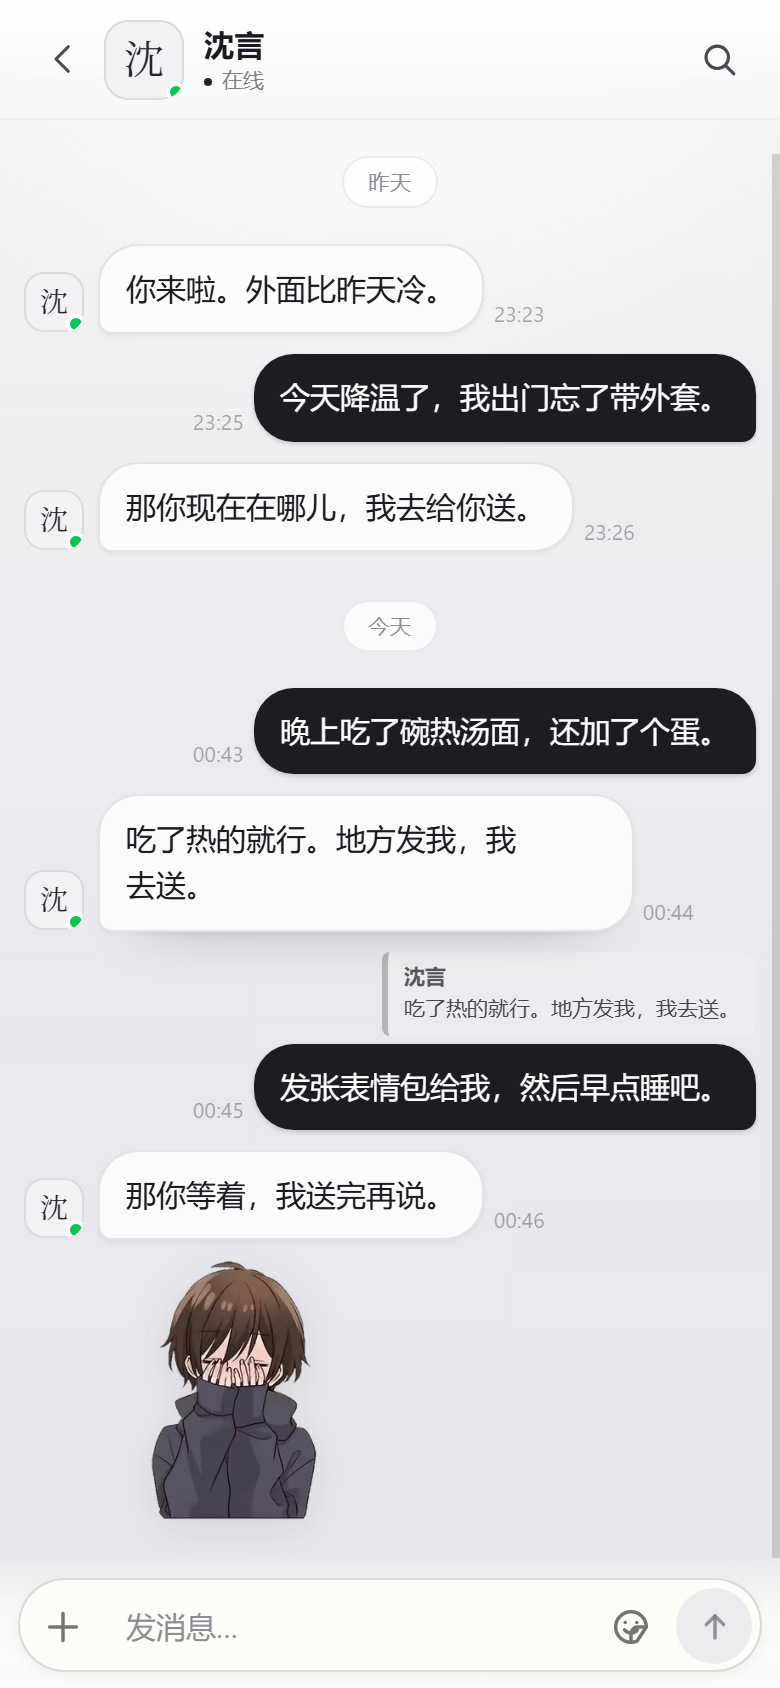 沈
沈言
在线
昨天
你来啦。外面比昨天冷。
沈
23:23
今天降温了，我出门忘了带外套。
23:25
那你现在在哪儿，我去给你送。
沈
23:26
今天
晚上吃了碗热汤面，还加了个蛋。
00:43
吃了热的就行。地方发我，我
去送。
沈
00:44
沈言
吃了热的就行。地方发我，我去送。
发张表情包给我，然后早点睡吧。
00:45
那你等着，我送完再说。
沈
00:46
发消息...